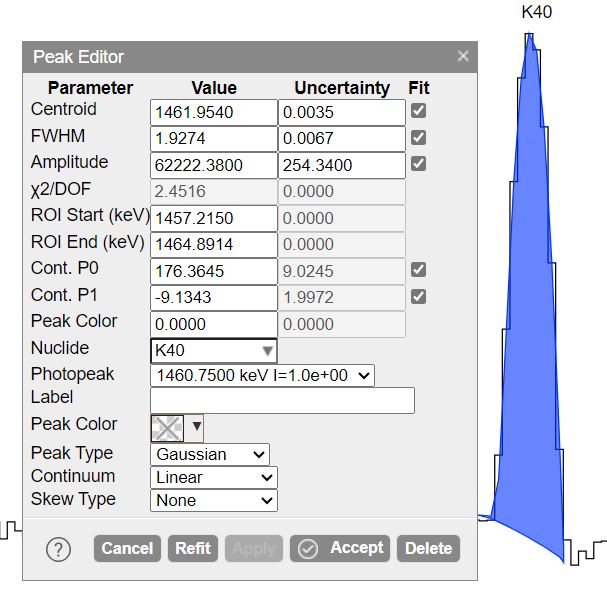 K40
Peak Editor ×
Parameter Value Uncertainty Fit
Centroid 1461.9540 0.0035
FWHM 1.9274 0.0067
Amplitude 62222.3800 254.3400
χ2/DOF 2.4516 0.0000
ROI Start (keV) 1457.2150 0.0000
ROI End (keV) 1464.8914 0.0000
Cont. P0 176.3645 9.0245
Cont. P1 -9.1343 1.9972
Peak Color 0.0000 0.0000
Nuclide K40
Photopeak 1460.7500 keV I=1.0e+00
Label
Peak Color
Peak Type Gaussian
Continuum Linear
Skew Type None
? Cancel Refit Apply Accept Delete